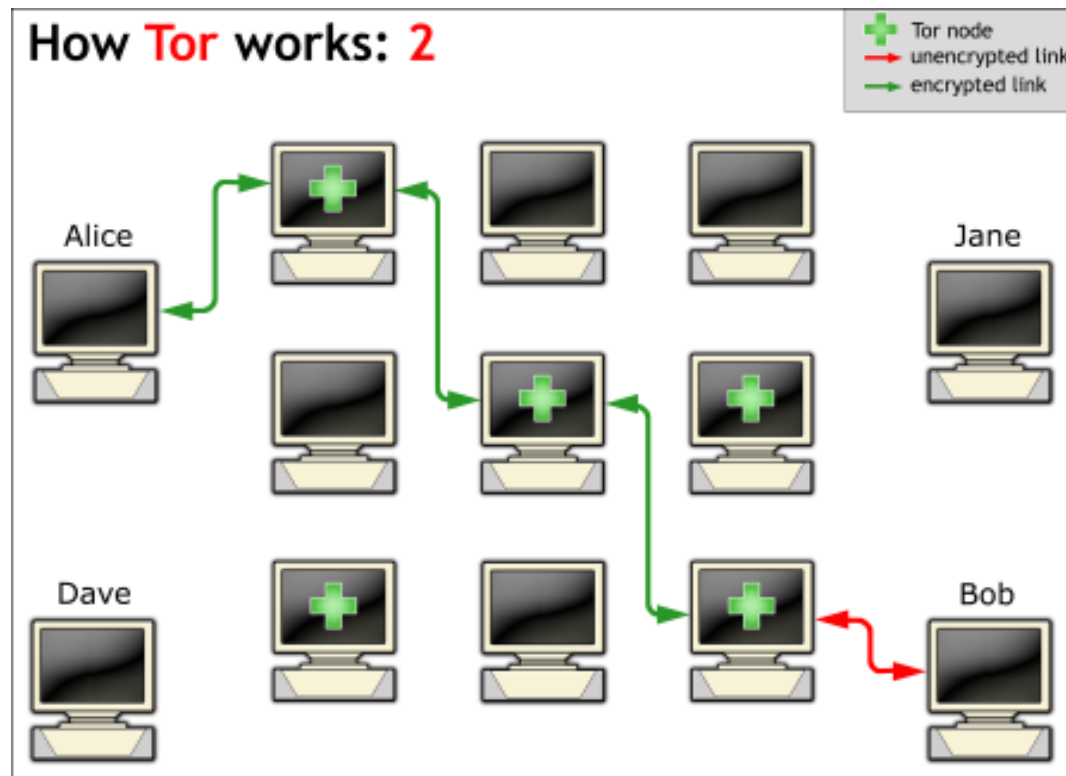 How Tor works: 2
Tor node
unencrypted link
encrypted link
Alice
Jane
Dave
Bob